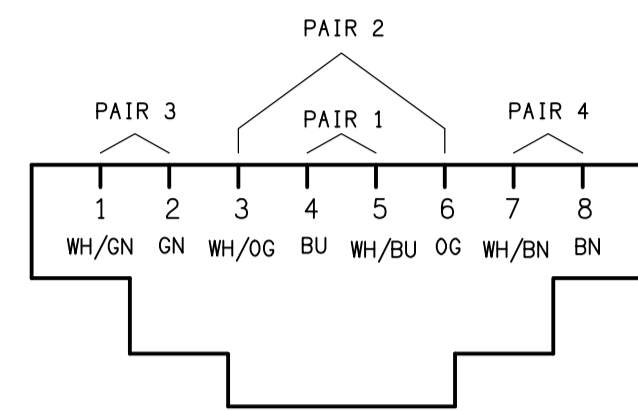 PAIR 2
PAIR 3 PAIR 1 PAIR 4
1 2 3 4 5 6 7 8
WH/GN GN WH/OG BU WH/BU OG WH/BN BN